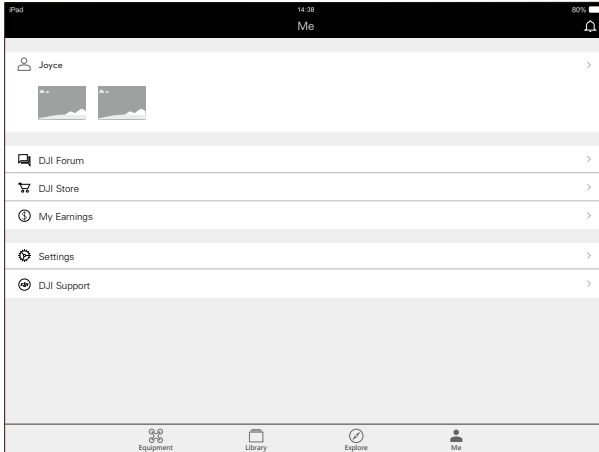 iPad 14:38 80%
Me
Joyce
DJI Forum
DJI Store
My Earnings
Settings
DJI Support
Equipment Library Explore Me